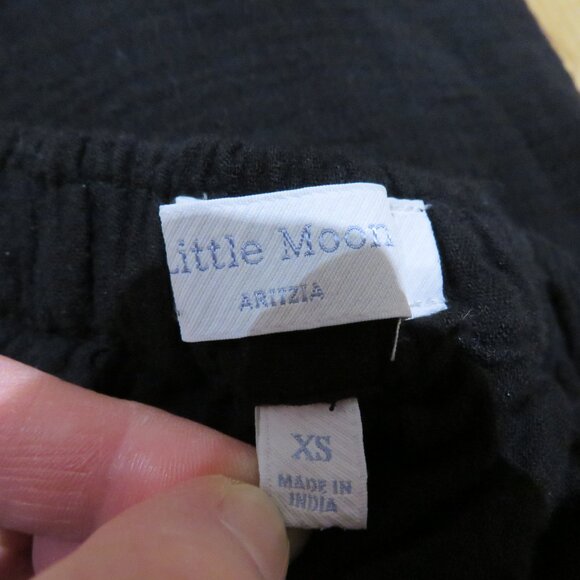 Little Moon
ARITZIA
XS
MADE IN
INDIA